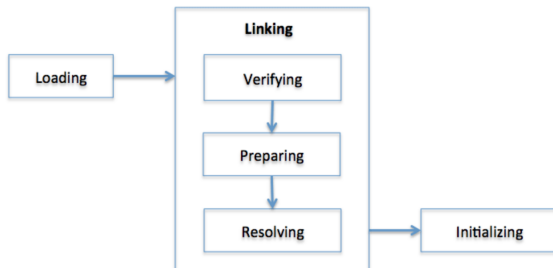 Linking
Loading
Verifying
Preparing
Resolving
Initializing